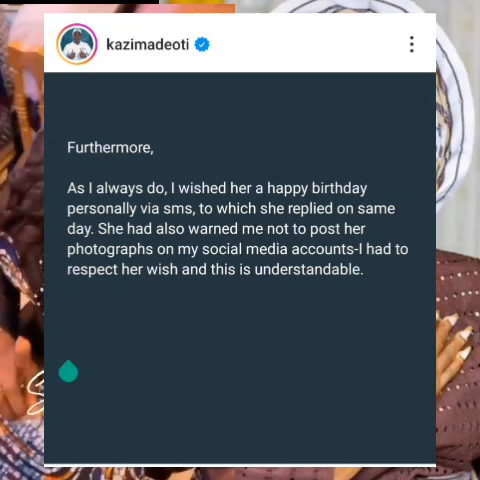 kazimadeoti
Furthermore,
As I always do, I wished her a happy birthday
personally via sms, to which she replied on same
day. She had also warned me not to post her
photographs on my social media accounts-I had to
respect her wish and this is understandable.